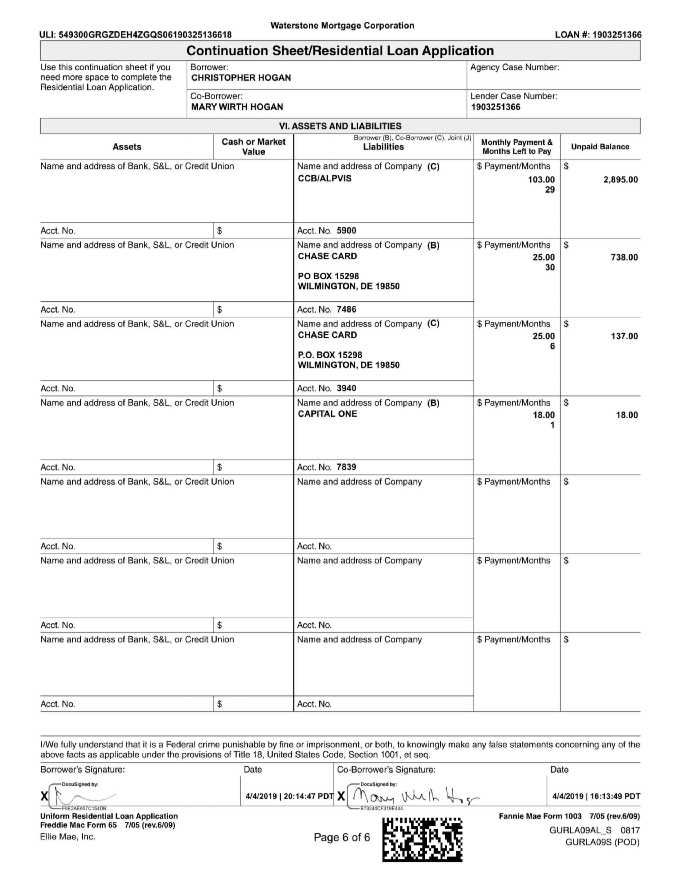 Waterstone Mortgage Corporation
ULI: 549300GRGZDEH4ZGQS06190325136618 LOAN #: 1903251366
Continuation Sheet/Residential Loan Application
Use this continuation sheet if you need more space to complete the Residential Loan Application.
Borrower:
CHRISTOPHER HOGAN
Agency Case Number:
Co-Borrower:
MARY WIRTH HOGAN
Lender Case Number:
1903251366
VI. ASSETS AND LIABILITIES
Borrower (B), Co-Borrower (C), Joint (J)
Assets Cash or Market Value Liabilities Monthly Payment & Months Left to Pay Unpaid Balance
Name and address of Bank, S&L, or Credit Union Name and address of Company (C) $ Payment/Months $
CCB/ALPVIS 103.00 2,895.00
29
Acct. No. $ Acct. No. 5900
Name and address of Bank, S&L, or Credit Union Name and address of Company (B) $ Payment/Months $
CHASE CARD 25.00 738.00
30
PO BOX 15298
WILMINGTON, DE 19850
Acct. No. $ Acct. No. 7486
Name and address of Bank, S&L, or Credit Union Name and address of Company (C) $ Payment/Months $
CHASE CARD 25.00 137.00
6
P.O. BOX 15298
WILMINGTON, DE 19850
Acct. No. $ Acct. No. 3940
Name and address of Bank, S&L, or Credit Union Name and address of Company (B) $ Payment/Months $
CAPITAL ONE 18.00 18.00
1
Acct. No. $ Acct. No. 7839
Name and address of Bank, S&L, or Credit Union Name and address of Company $ Payment/Months $
Acct. No. $ Acct. No.
Name and address of Bank, S&L, or Credit Union Name and address of Company $ Payment/Months $
Acct. No. $ Acct. No.
Name and address of Bank, S&L, or Credit Union Name and address of Company $ Payment/Months $
Acct. No. $ Acct. No.
I/We fully understand that it is a Federal crime punishable by fine or imprisonment, or both, to knowingly make any false statements concerning any of the
above facts as applicable under the provisions of Title 18, United States Code, Section 1001, et seq.
Borrower's Signature: Date Co-Borrower's Signature: Date
DocuSigned by: DocuSigned by:
X 4/4/2019 | 20:14:47 PDT X Mary Wirth 4/4/2019 | 16:13:49 PDT
Uniform Residential Loan Application Fannie Mae Form 1003 7/05 (rev.6/09)
Freddie Mac Form 65 7/05 (rev.6/09)
Ellie Mae, Inc. Page 6 of 6 GURLA09AL_S 0817
GURLA09S (POD)